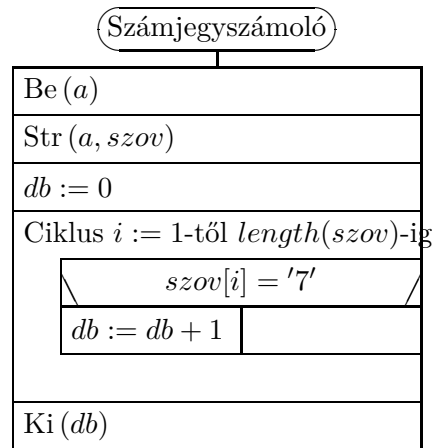 Számjegyszámoló
Be (a)
Str (a, szov)
db := 0
Ciklus i := 1-től length(szov)-ig
szov[i] = '7'
db := db + 1
Ki (db)